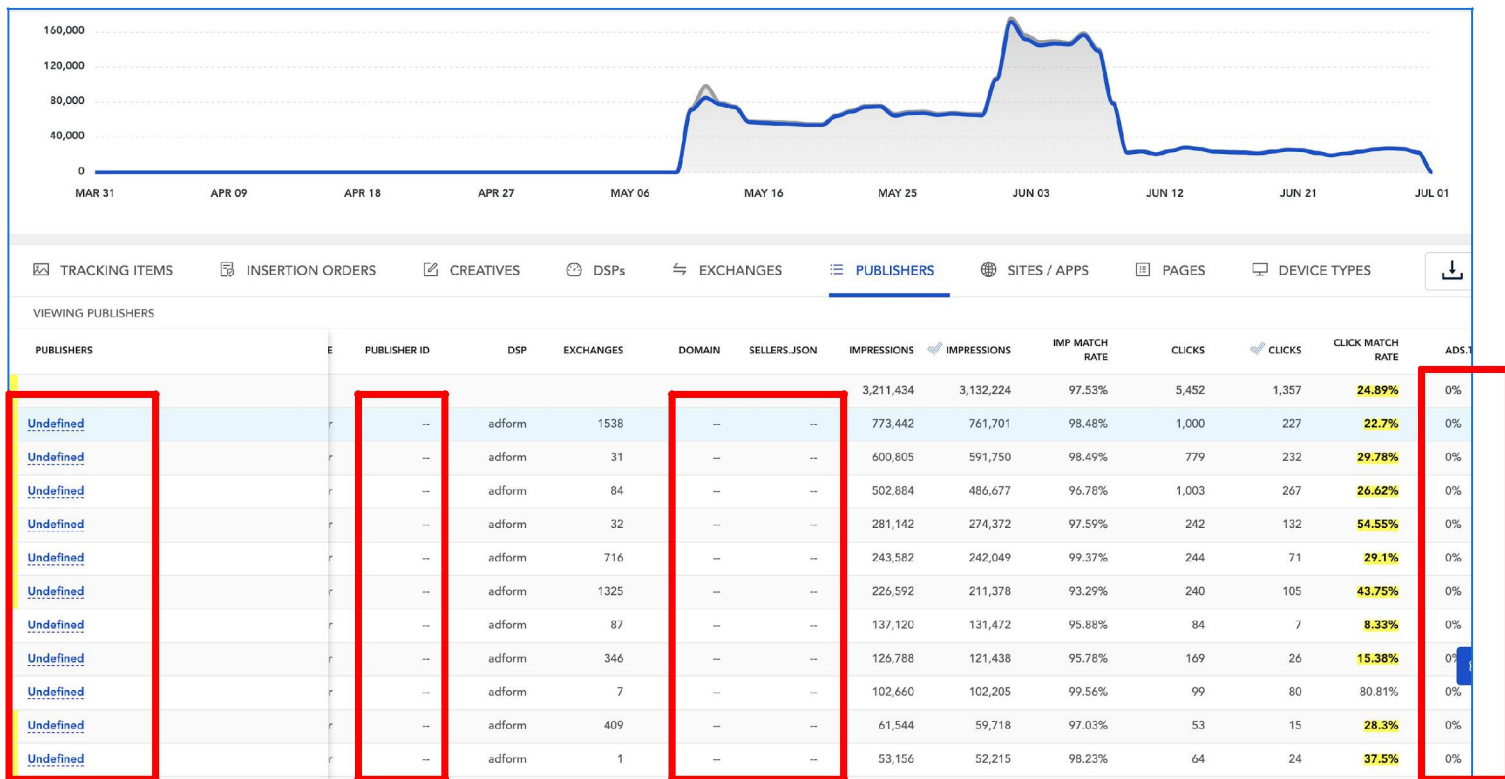 160,000
120,000
80,000
40,000
0
MAR 31 APR 09 APR 18 APR 27 MAY 06 MAY 16 MAY 25 JUN 03 JUN 12 JUN 21 JUL 01
TRACKING ITEMS INSERTION ORDERS CREATIVES DSPs EXCHANGES PUBLISHERS SITES / APPS PAGES DEVICE TYPES
VIEWING PUBLISHERS
PUBLISHERS E PUBLISHER ID DSP EXCHANGES DOMAIN SELLERS.JSON IMPRESSIONS IMPRESSIONS IMP MATCH RATE CLICKS CLICKS CLICK MATCH RATE ADS.T
3,211,434 3,132,224 97.53% 5,452 1,357 24.89% 0%
Undefined r -- adform 1538 -- -- 773,442 761,701 98.48% 1,000 227 22.7% 0%
Undefined r -- adform 31 -- -- 600,805 591,750 98.49% 779 232 29.78% 0%
Undefined r -- adform 84 -- -- 502,884 486,677 96.78% 1,003 267 26.62% 0%
Undefined r -- adform 32 -- -- 281,142 274,372 97.59% 242 132 54.55% 0%
Undefined r -- adform 716 -- -- 243,582 242,049 99.37% 244 71 29.1% 0%
Undefined r -- adform 1325 -- -- 226,592 211,378 93.29% 240 105 43.75% 0%
Undefined r -- adform 87 -- -- 137,120 131,472 95.88% 84 7 8.33% 0%
Undefined r -- adform 346 -- -- 126,788 121,438 95.78% 169 26 15.38% 0%
Undefined r -- adform 7 -- -- 102,660 102,205 99.56% 99 80 80.81% 0%
Undefined r -- adform 409 -- -- 61,544 59,718 97.03% 53 15 28.3% 0%
Undefined r -- adform 1 -- -- 53,156 52,215 98.23% 64 24 37.5% 0%